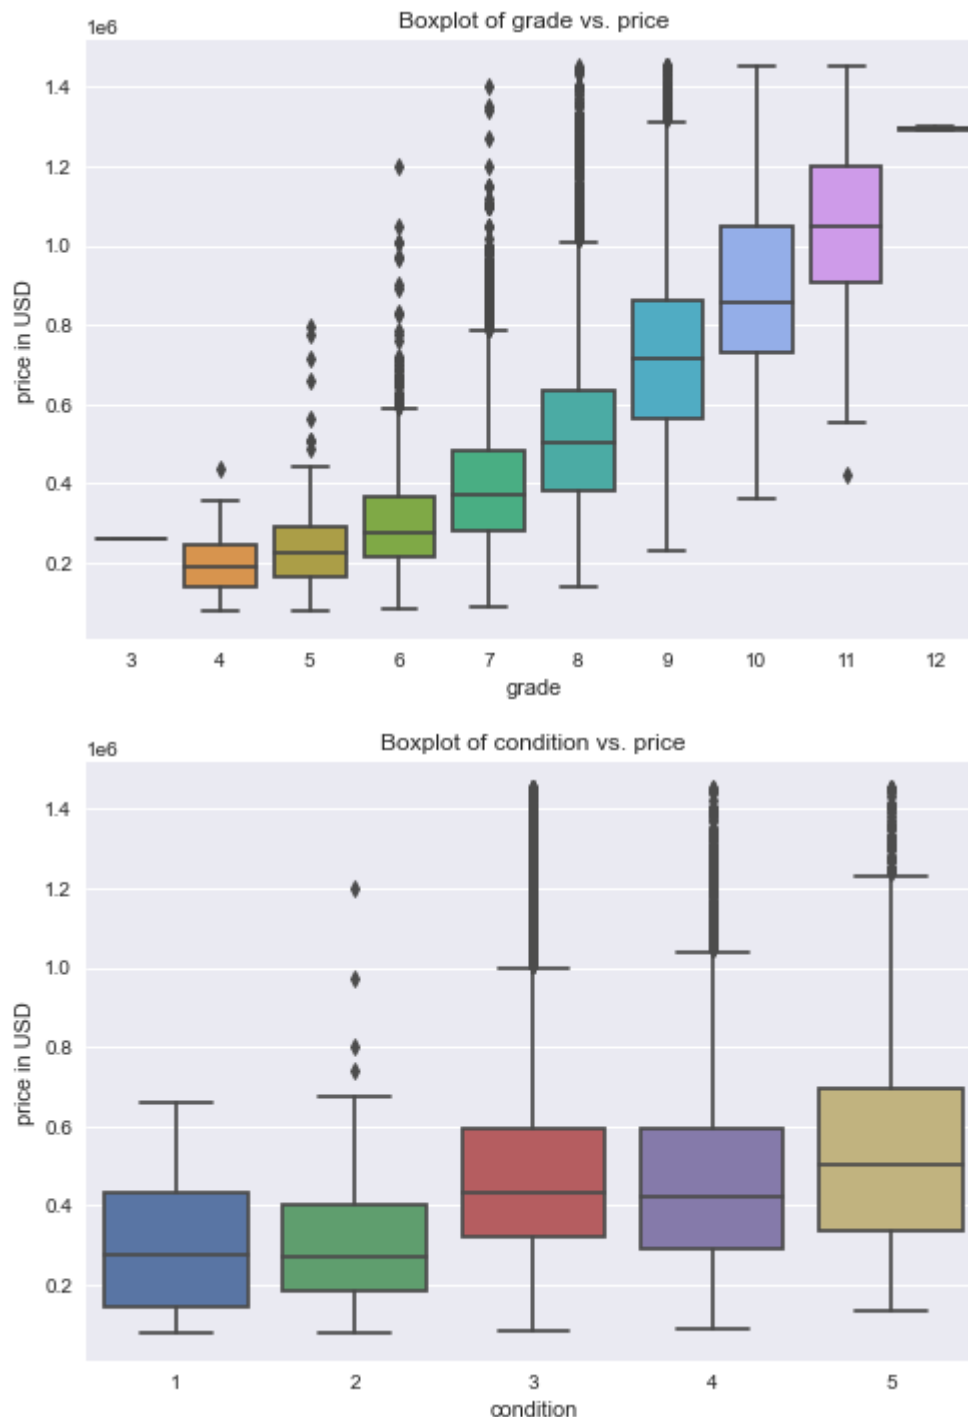 Boxplot of grade vs. price
1e6
1.4
1.2
1.0
0.8
0.6
0.4
0.2
price in USD
3 4 5 6 7 8 9 10 11 12
grade
Boxplot of condition vs. price
1e6
1.4
1.2
1.0
0.8
0.6
0.4
0.2
price in USD
1 2 3 4 5
condition